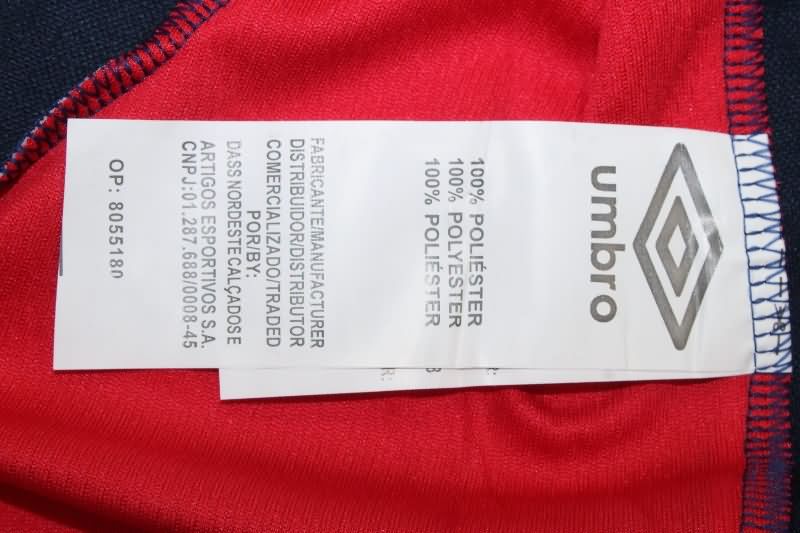 umbro
100% POLIÉSTER
100% POLYESTER
100% POLIÉSTER
FABRICANTE/MANUFACTURER
DISTRIBUIDOR/DISTRIBUTOR
COMERCIALIZADO/TRADED
POR/BY:
DASS NORDESTE CALÇADOS E
ARTIGOS ESPORTIVOS S.A.
CNPJ:01.287.688/0008-45
OP: 8055180